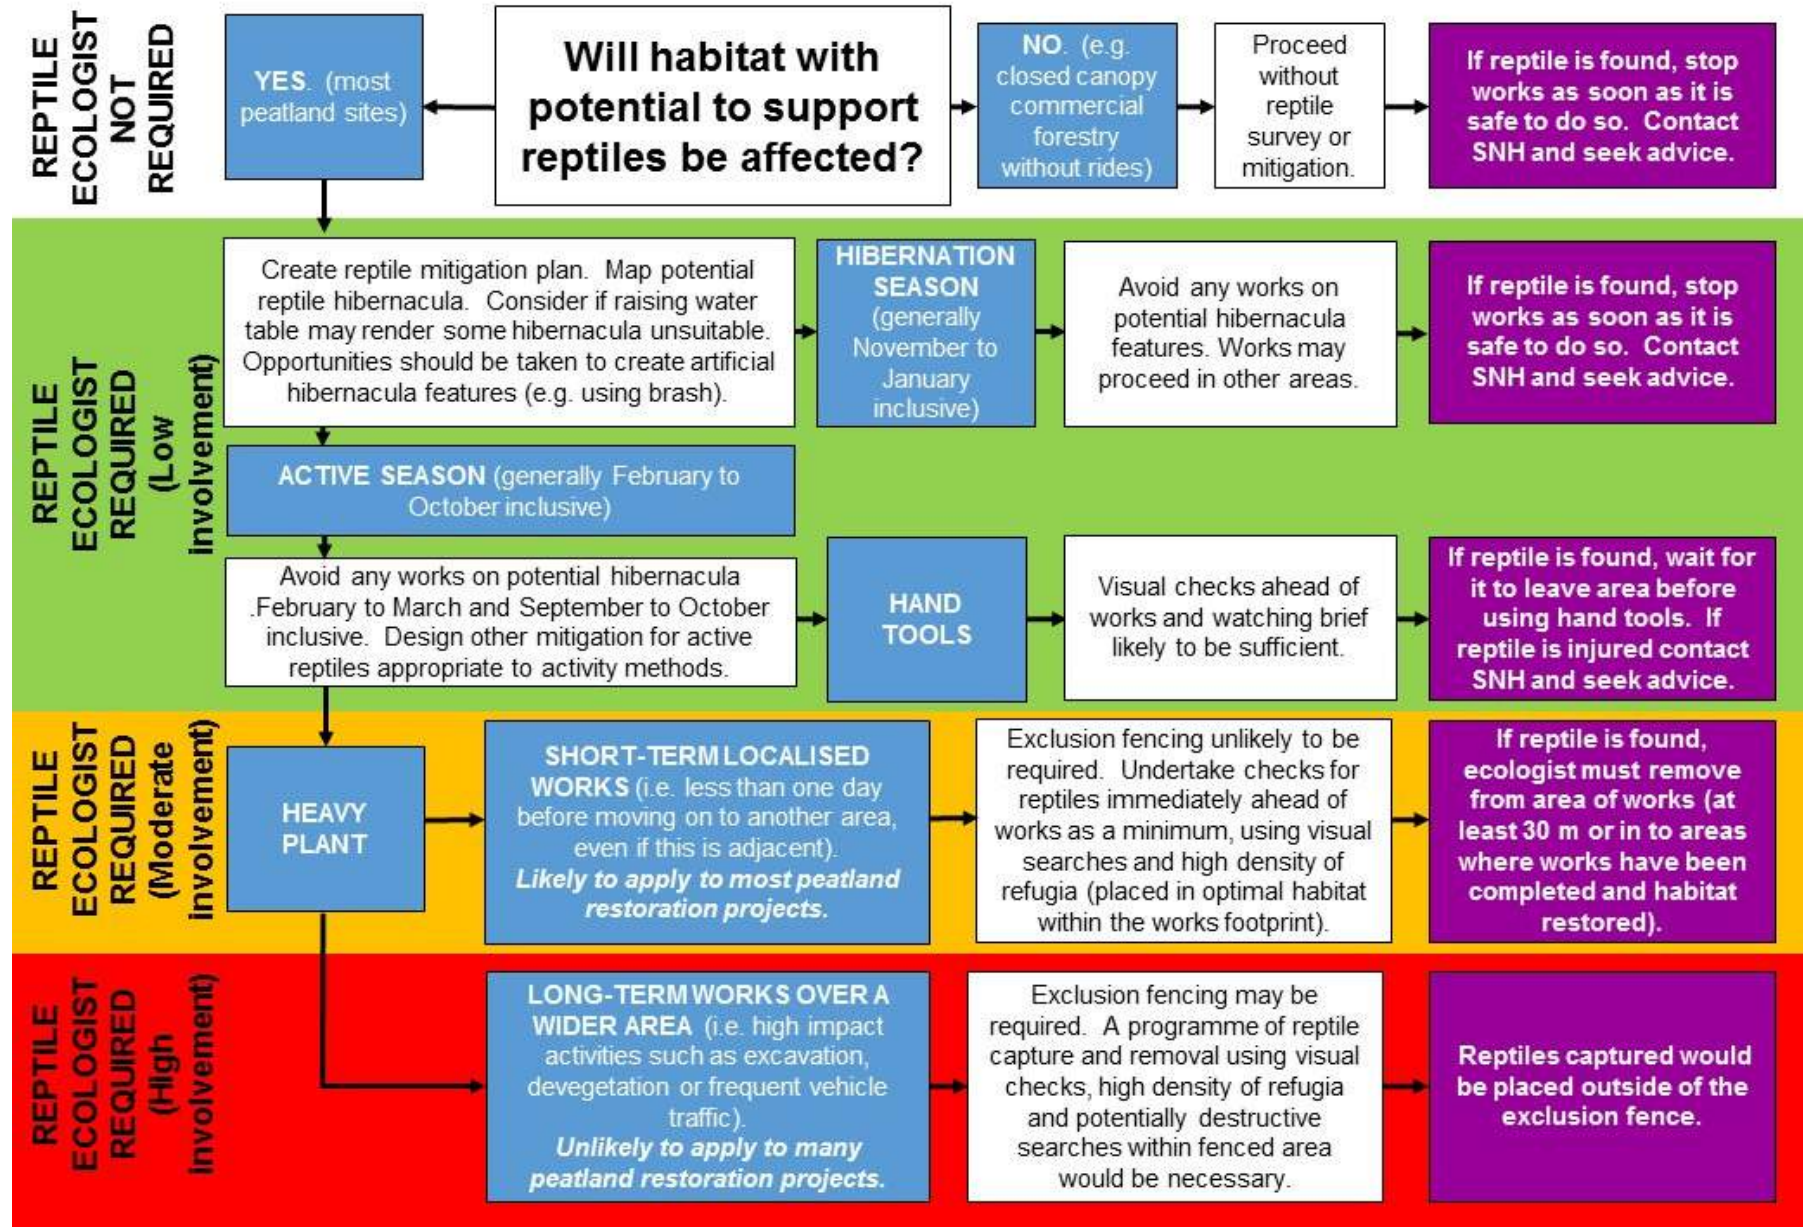 REPTILE
ECOLOGIST
NOT
REQUIRED
YES. (most
peatland sites)
Will habitat with
potential to support
reptiles be affected?
NO. (e.g.
closed canopy
commercial
forestry
without rides)
Proceed
without
reptile
survey or
mitigation.
If reptile is found, stop
works as soon as it is
safe to do so. Contact
SNH and seek advice.
REPTILE
ECOLOGIST
REQUIRED
(Low
involvement)
Create reptile mitigation plan. Map potential
reptile hibernacula. Consider if raising water
table may render some hibernacula unsuitable.
Opportunities should be taken to create artificial
hibernacula features (e.g. using brash).
HIBERNATION
SEASON
(generally
November to
January
inclusive)
Avoid any works on
potential hibernacula
features. Works may
proceed in other areas.
If reptile is found, stop
works as soon as it is
safe to do so. Contact
SNH and seek advice.
ACTIVE SEASON (generally February to
October inclusive)
Avoid any works on potential hibernacula
.February to March and September to October
inclusive. Design other mitigation for active
reptiles appropriate to activity methods.
HAND
TOOLS
Visual checks ahead of
works and watching brief
likely to be sufficient.
If reptile is found, wait for
it to leave area before
using hand tools. If
reptile is injured contact
SNH and seek advice.
REPTILE
ECOLOGIST
REQUIRED
(Moderate
involvement)
HEAVY
PLANT
SHORT-TERM LOCALISED
WORKS (i.e. less than one day
before moving on to another area,
even if this is adjacent).
Likely to apply to most peatland
restoration projects.
Exclusion fencing unlikely to be
required. Undertake checks for
reptiles immediately ahead of
works as a minimum, using visual
searches and high density of
refugia (placed in optimal habitat
within the works footprint).
If reptile is found,
ecologist must remove
from area of works (at
least 30 m or in to areas
where works have been
completed and habitat
restored).
REPTILE
ECOLOGIST
REQUIRED
(HIgh
involvement)
LONG-TERM WORKS OVER A
WIDER AREA (i.e. high impact
activities such as excavation,
devegetation or frequent vehicle
traffic).
Unlikely to apply to many
peatland restoration projects.
Exclusion fencing may be
required. A programme of reptile
capture and removal using visual
checks, high density of refugia
and potentially destructive
searches within fenced area
would be necessary.
Reptiles captured would
be placed outside of the
exclusion fence.